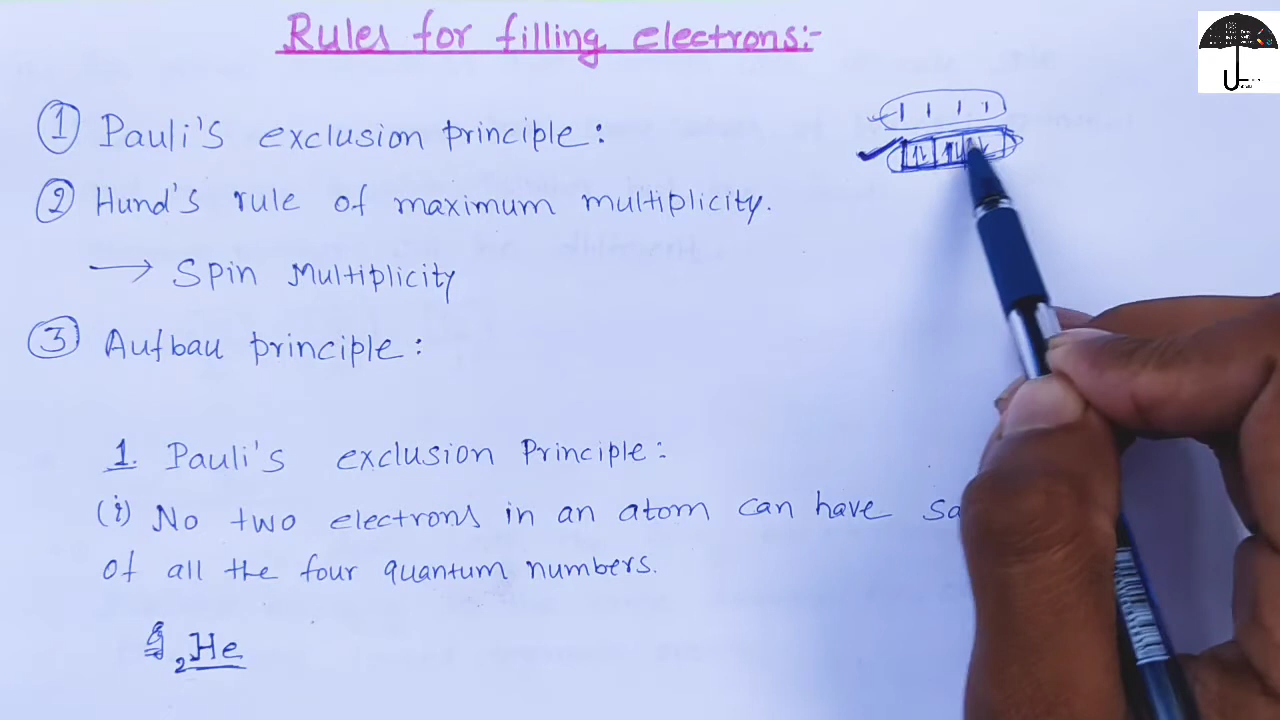 Rules for filling electrons:-
① Pauli's exclusion principle:
② Hund's rule of maximum multiplicity.
→ Spin Multiplicity
③ Aufbau principle:
1. Pauli's exclusion Principle:
(i) No two electrons in an atom can have
of all the four quantum numbers.
₂He